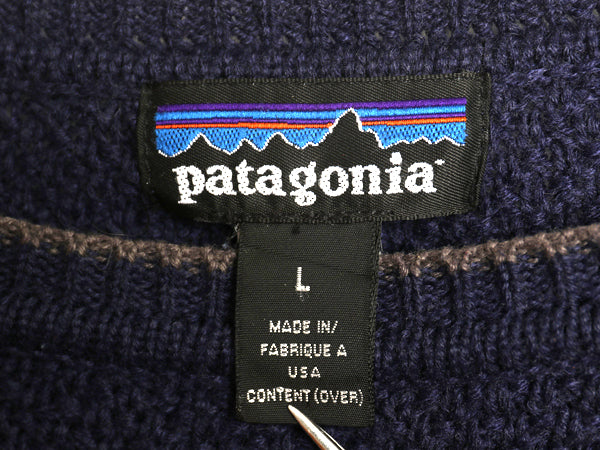 patagonia
L
MADE IN/
FABRIQUE A
USA
CONTENT (OVER)